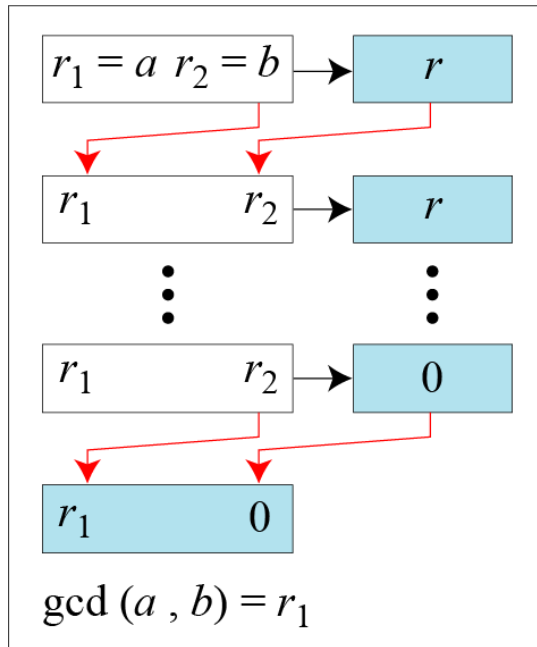 r₁ = a r₂ = b r
r₁ r₂ r
r₁ r₂ 0
r₁ 0
gcd (a , b) = r₁